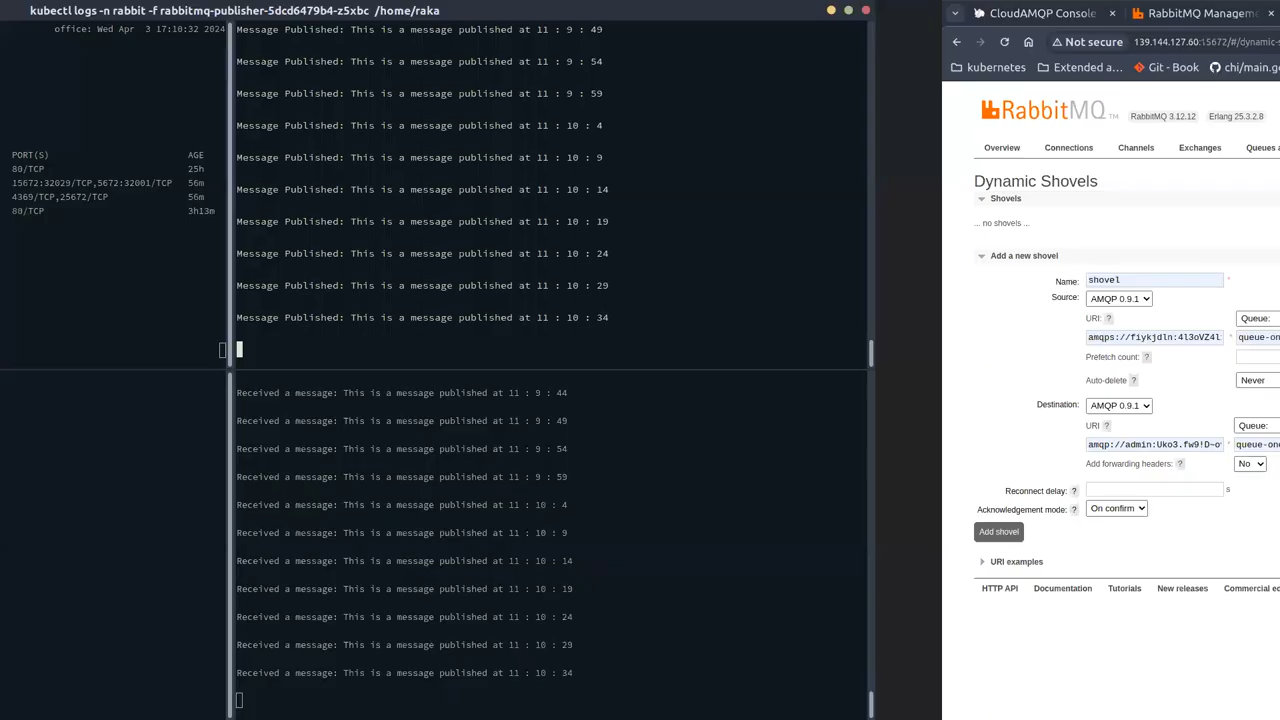 kubectl logs -n rabbit -f rabbitmq-publisher-5dcd6479b4-z5xbc /home/raka
office: Wed Apr 3 17:10:32 2024
PORT(S) AGE
80/TCP 25h
15672:32029/TCP,5672:32001/TCP 56m
4369/TCP,25672/TCP 56m
80/TCP 3h13m
Message Published: This is a message published at 11 : 9 : 49
Message Published: This is a message published at 11 : 9 : 54
Message Published: This is a message published at 11 : 9 : 59
Message Published: This is a message published at 11 : 10 : 4
Message Published: This is a message published at 11 : 10 : 9
Message Published: This is a message published at 11 : 10 : 14
Message Published: This is a message published at 11 : 10 : 19
Message Published: This is a message published at 11 : 10 : 24
Message Published: This is a message published at 11 : 10 : 29
Message Published: This is a message published at 11 : 10 : 34
Received a message: This is a message published at 11 : 9 : 44
Received a message: This is a message published at 11 : 9 : 49
Received a message: This is a message published at 11 : 9 : 54
Received a message: This is a message published at 11 : 9 : 59
Received a message: This is a message published at 11 : 10 : 4
Received a message: This is a message published at 11 : 10 : 9
Received a message: This is a message published at 11 : 10 : 14
Received a message: This is a message published at 11 : 10 : 19
Received a message: This is a message published at 11 : 10 : 24
Received a message: This is a message published at 11 : 10 : 29
Received a message: This is a message published at 11 : 10 : 34
CloudAMQP Console × RabbitMQ Manageme ×
Not secure 139.144.127.60:15672/#/dynamic-s
kubernetes Extended a... Git - Book chi/main.g
RabbitMQ TM RabbitMQ 3.12.12 Erlang 25.3.2.8
Overview Connections Channels Exchanges Queues a
Dynamic Shovels
Shovels
... no shovels ...
Add a new shovel
Name: shovel *
Source: AMQP 0.9.1
URI: ? Queue:
amqps://fiykjdln:4l3oVZ4l * queue-on
Prefetch count: ?
Auto-delete ? Never
Destination: AMQP 0.9.1
URI ? Queue:
amqp://admin:Uko3.fw9!D~o * queue-on
Add forwarding headers: ? No
Reconnect delay: ? s
Acknowledgement mode: ? On confirm
Add shovel
URI examples
HTTP API Documentation Tutorials New releases Commercial e